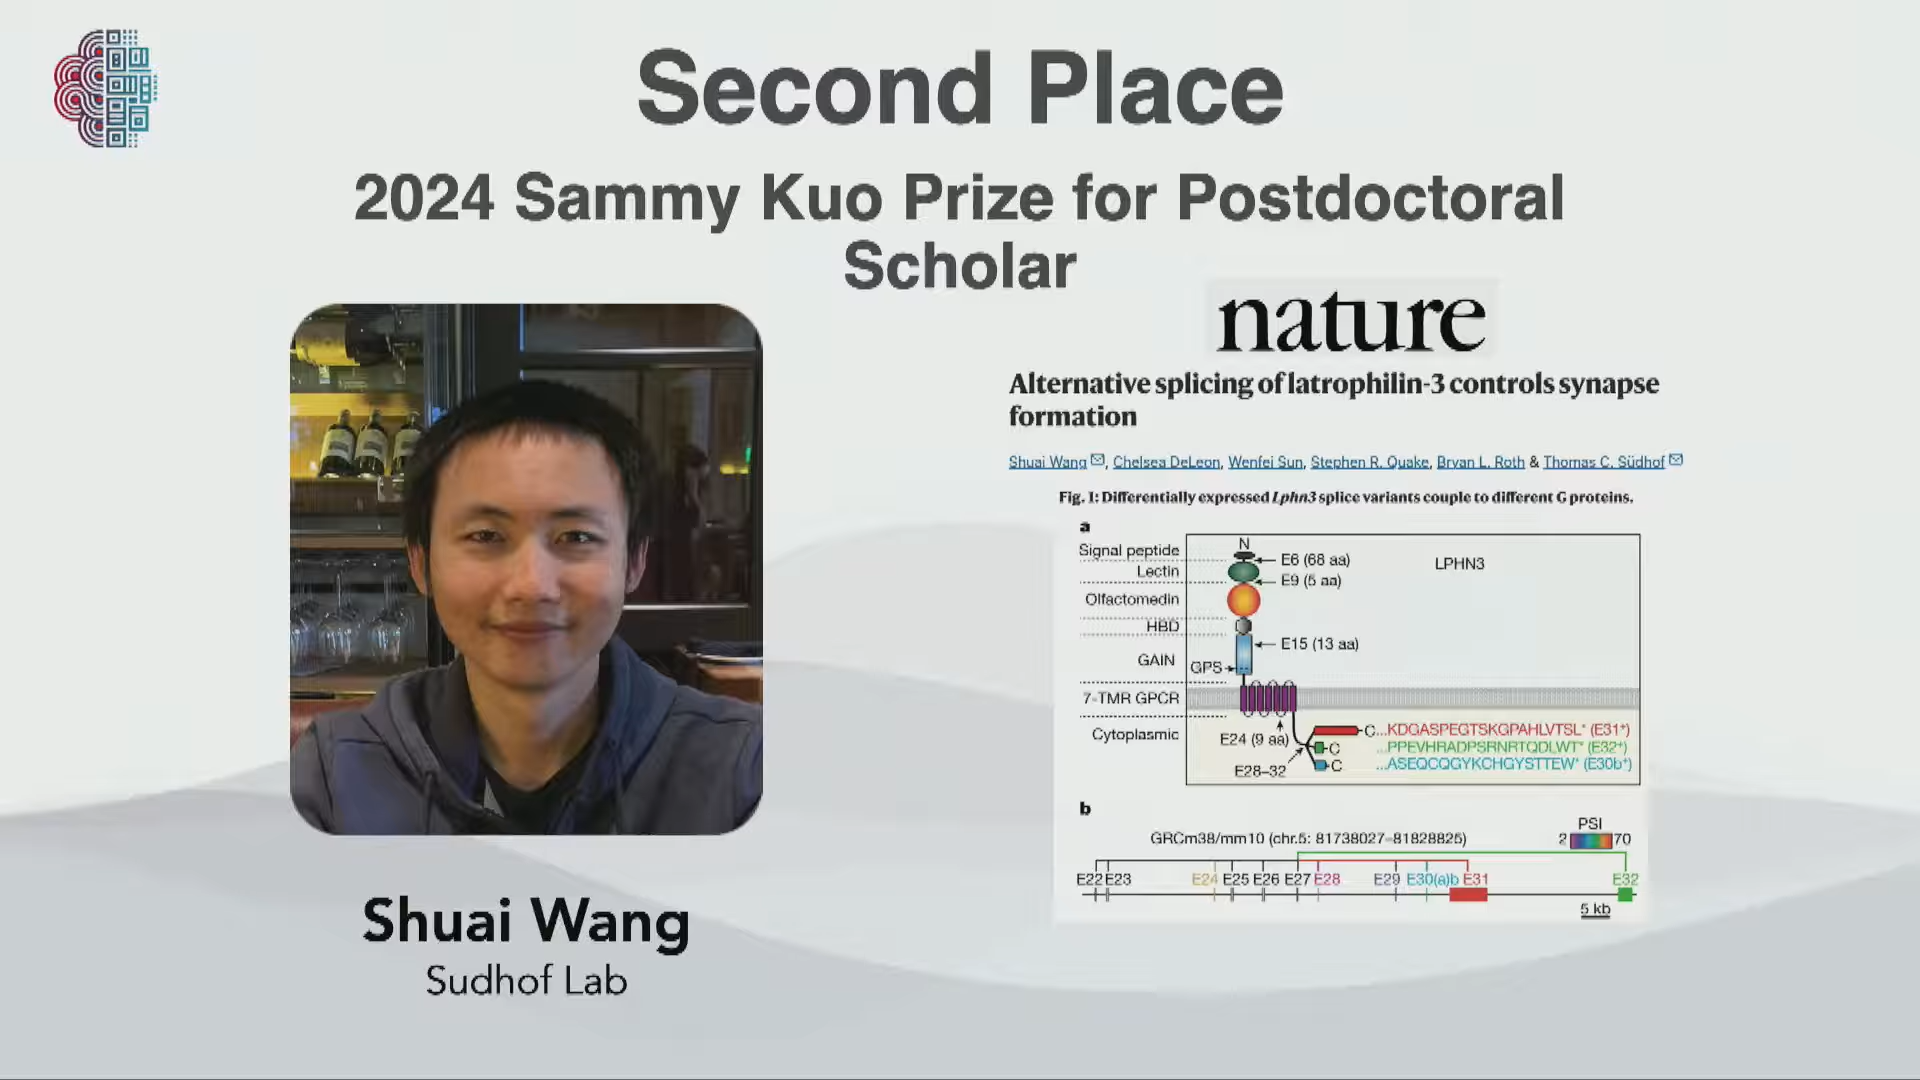 Second Place
2024 Sammy Kuo Prize for Postdoctoral
Scholar
nature
Alternative splicing of latrophilin-3 controls synapse
formation
Shuai Wang, Chelsea DeLeon, Wenfei Sun, Stephen R. Quake, Bryan L. Roth & Thomas C. Südhof
Fig. 1: Differentially expressed Lphn3 splice variants couple to different G proteins.
a
Signal peptide
Lectin
Olfactomedin
HBD
GAIN
7-TMR GPCR
Cytoplasmic
N
E6 (68 aa)
E9 (5 aa)
LPHN3
E15 (13 aa)
GPS
E24 (9 aa)
E28–32
C...KDGASPEGTSKGPAHLVTSL* (E31⁺)
C ...PPEVHRADPSRNRTQDLWT* (E32⁺)
C ...ASEQCQGYKCHGYSTTEW* (E30b⁺)
b
GRCm38/mm10 (chr.5: 81738027–81828825)
PSI
2 70
E22 E23 E24 E25 E26 E27 E28 E29 E30(a)b E31 E32
5 kb
Shuai Wang
Sudhof Lab